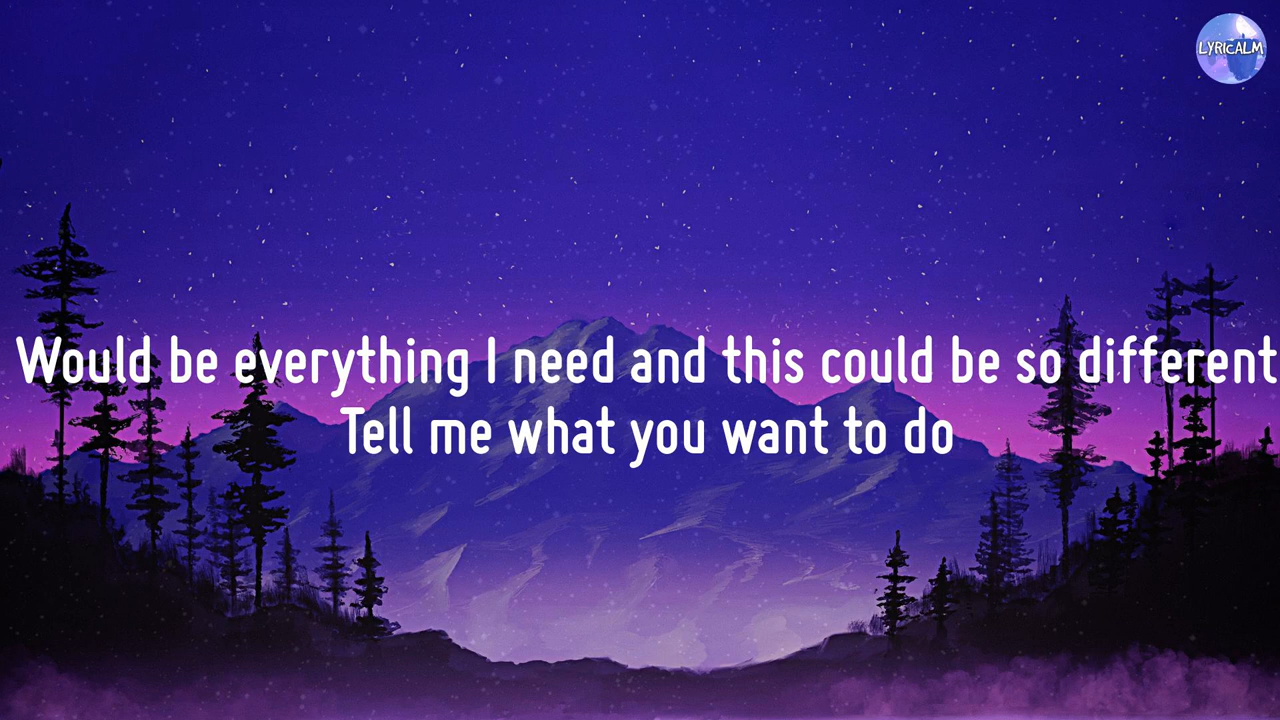 LYRICALM
Would be everything I need and this could be so different
Tell me what you want to do